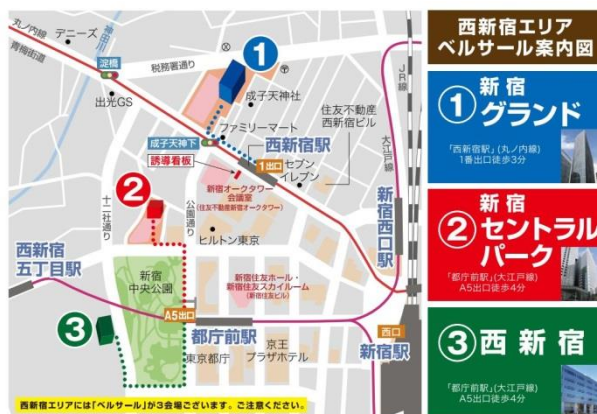 丸ノ内線
青梅街道
デニーズ
神田川
淀橋
税務署通り
出光GS
1
成子天神社
成子天神下
ファミリーマート
住友不動産
西新宿ビル
JR線
大江戸線
西新宿駅
1出口
セブン
イレブン
誘導看板
新宿オークタワー
会議室
(住友不動産新宿オークタワー)
2
十二社通り
公園通り
ヒルトン東京
新宿西口駅
西新宿
五丁目駅
新宿
中央公園
新宿住友ホール・
新宿住友スカイルーム
(新宿住友ビル)
3
A5出口
都庁前駅
東京都庁
京王
プラザホテル
西口
新宿駅
西新宿エリアには「ベルサール」が3会場ございます。ご注意ください。
西新宿エリア
ベルサール案内図
1
新宿
グランド
「西新宿駅」(丸ノ内線)
1番出口徒歩3分
2
新宿
セントラル
パーク
「都庁前駅」(大江戸線)
A5出口徒歩4分
3
西新宿
「都庁前駅」(大江戸線)
A5出口徒歩4分